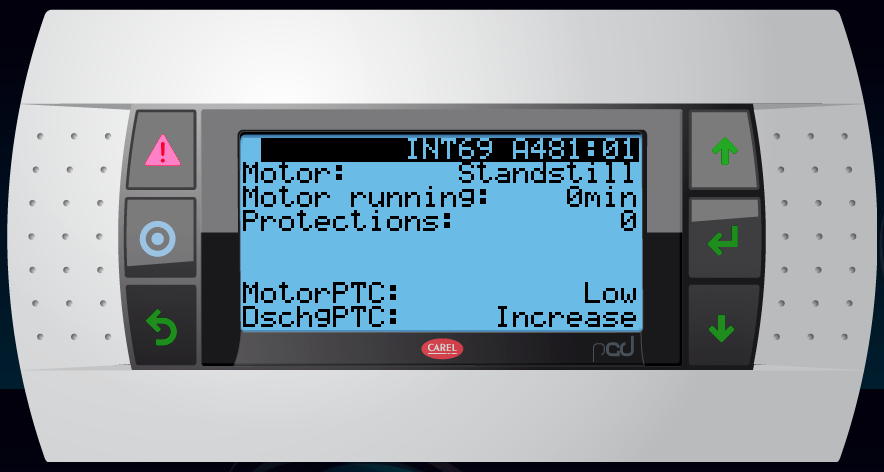 INT69 A481:01
Motor: Standstill
Motor running: 0min
Protections: 0
MotorPTC: Low
DschgPTC: Increase
CAREL
pGD